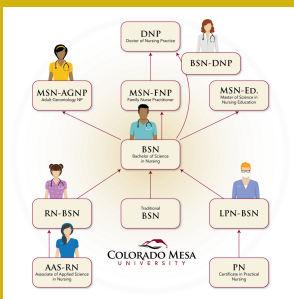 DNP
Doctor of Nursing Practice
BSN-DNP
MSN-AGNP
Adult-Gerontology NP
MSN-FNP
Family Nurse Practitioner
MSN-ED.
Master of Science in
Nursing Education
BSN
Bachelor of Science
in Nursing
RN-BSN
Traditional
BSN
LPN-BSN
COLORADO MESA
UNIVERSITY
AAS-RN
Associate of Applied Science
in Nursing
PN
Certificate in Practical
Nursing